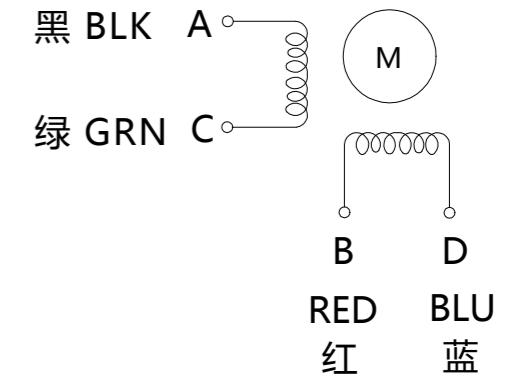 黑 BLK A
M
绿 GRN C
B D
RED BLU
红 蓝